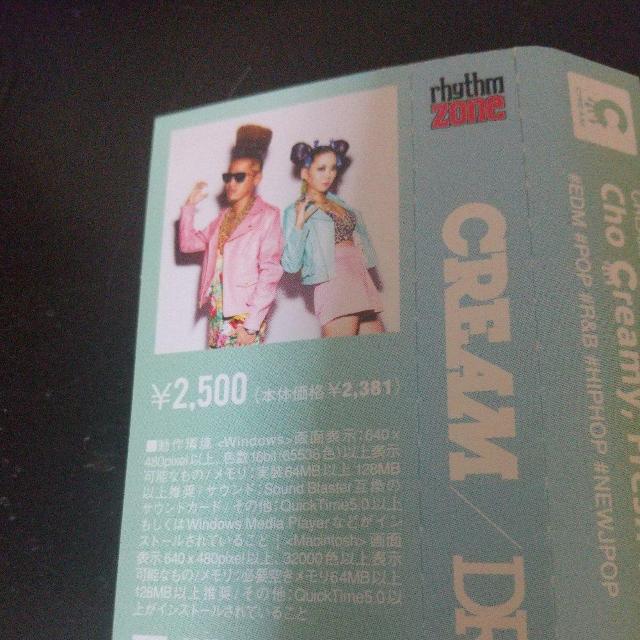 rhythm
zone
¥2,500 (本体価格 ¥2,381)
■動作環境 <Windows>画面表示:640×
480pixel以上、色数16bit(65536色)以上表示
可能なもの/メモリ:実装64MB以上 128MB
以上推奨/サウンド:Sound Blaster互換の
サウンドカード/その他:QuickTime5.0以上
もしくはWindows Media Playerなどがイン
ストールされていること/<Macintosh>画面
表示640×480pixel以上、32000色以上表示
可能なもの/メモリ:必要空きメモリ64MB以上
128MB以上推奨/その他:QuickTime5.0以
上がインストールされていること
CREAM/
#EDM #POP #R&B #HIPHOP #NEWJPOP
Cho Creamy,